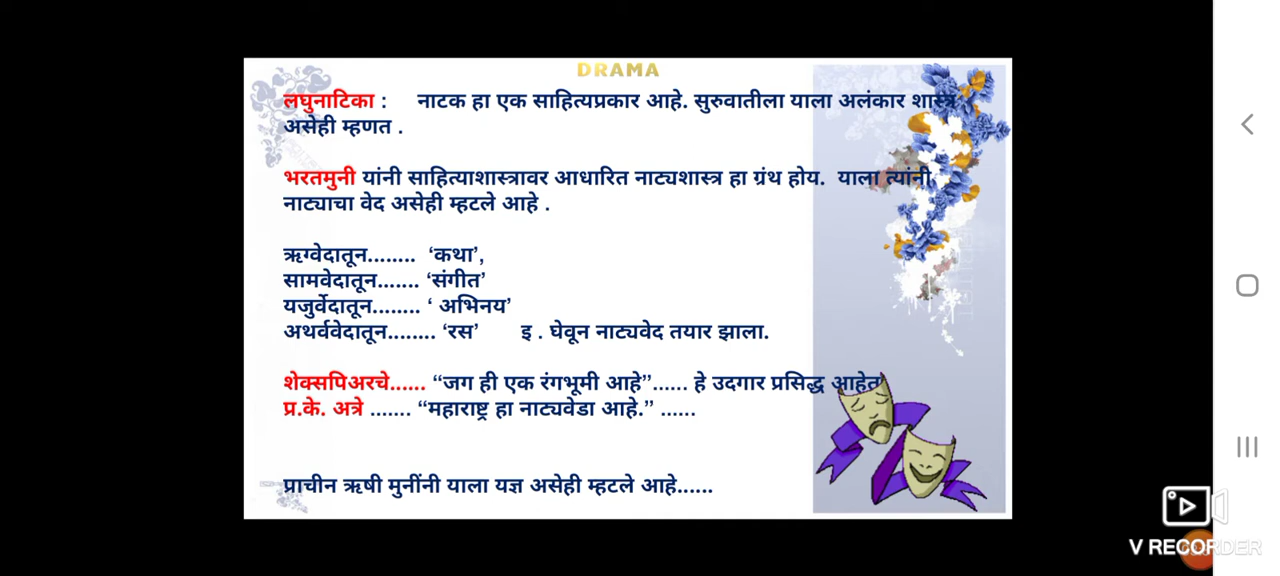 DRAMA
लघुनाटिका : नाटक हा एक साहित्यप्रकार आहे. सुरुवातीला याला अलंकार शास्त्र
असेही म्हणत .
भरतमुनी यांनी साहित्याशास्त्रावर आधारित नाट्यशास्त्र हा ग्रंथ होय. याला त्यांनी
नाट्याचा वेद असेही म्हटले आहे .
ऋग्वेदातून........ ‘कथा’,
सामवेदातून....... ‘संगीत’
यजुर्वेदातून........ ‘ अभिनय’
अथर्ववेदातून........ ‘रस’ इ . घेवून नाट्यवेद तयार झाला.
शेक्सपिअरचे...... “जग ही एक रंगभूमी आहे”...... हे उदगार प्रसिद्ध आहेत
प्र.के. अत्रे ....... “महाराष्ट्र हा नाट्यवेडा आहे.” ......
प्राचीन ऋषी मुनींनी याला यज्ञ असेही म्हटले आहे......
V RECORDER